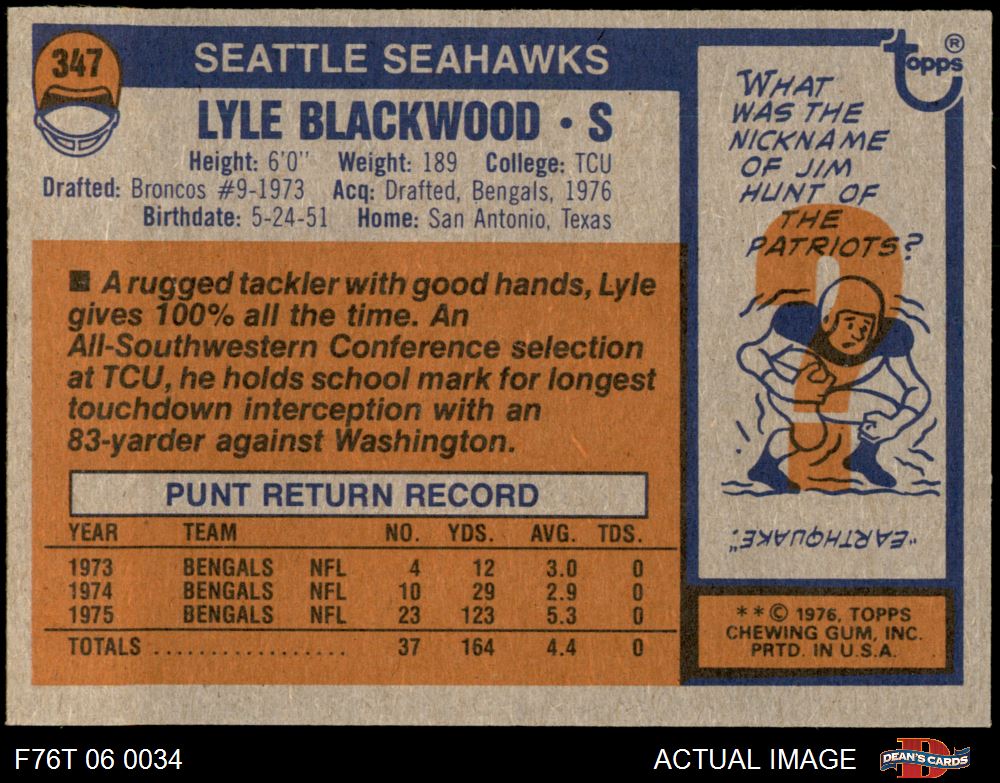 347
SEATTLE SEAHAWKS
LYLE BLACKWOOD • S
Height: 6'0" Weight: 189 College: TCU
Drafted: Broncos #9-1973 Acq: Drafted, Bengals, 1976
Birthdate: 5-24-51 Home: San Antonio, Texas
■ A rugged tackler with good hands, Lyle
gives 100% all the time. An
All-Southwestern Conference selection
at TCU, he holds school mark for longest
touchdown interception with an
83-yarder against Washington.
PUNT RETURN RECORD
YEAR TEAM NO. YDS. AVG. TDS.
1973 BENGALS NFL 4 12 3.0 0
1974 BENGALS NFL 10 29 2.9 0
1975 BENGALS NFL 23 123 5.3 0
TOTALS ................ 37 164 4.4 0
topps ®
WHAT
WAS THE
NICKNAME
OF JIM
HUNT OF
THE
PATRIOTS?
?
"EARTHQUAKE".
**© 1976, TOPPS
CHEWING GUM, INC.
PRTD. IN U.S.A.
F76T 06 0034
ACTUAL IMAGE
D
DEAN'S CARDS